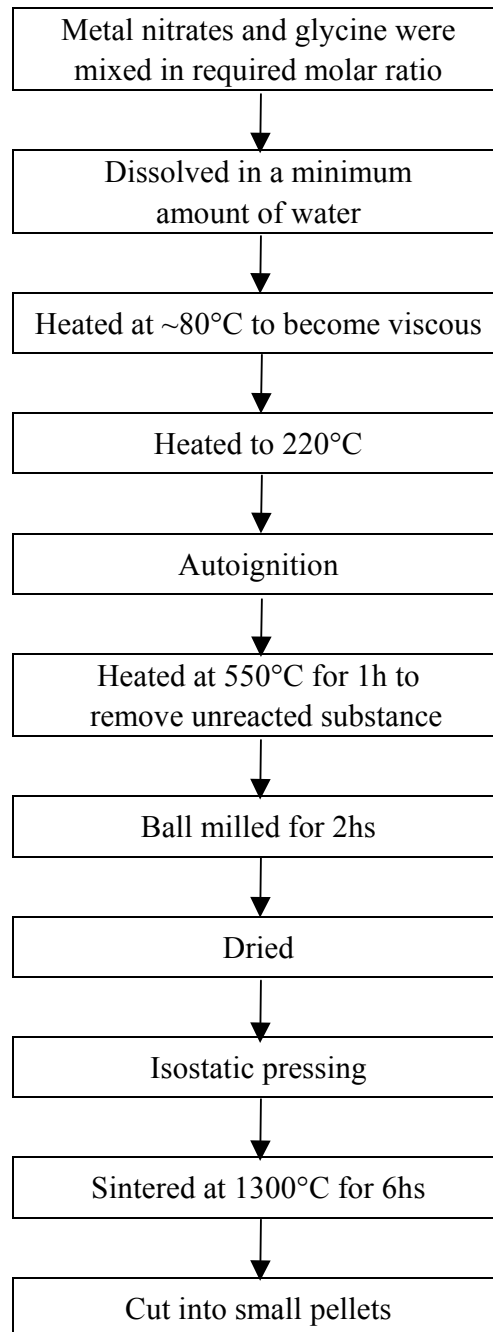 Metal nitrates and glycine were
mixed in required molar ratio
Dissolved in a minimum
amount of water
Heated at ~80°C to become viscous
Heated to 220°C
Autoignition
Heated at 550°C for 1h to
remove unreacted substance
Ball milled for 2hs
Dried
Isostatic pressing
Sintered at 1300°C for 6hs
Cut into small pellets